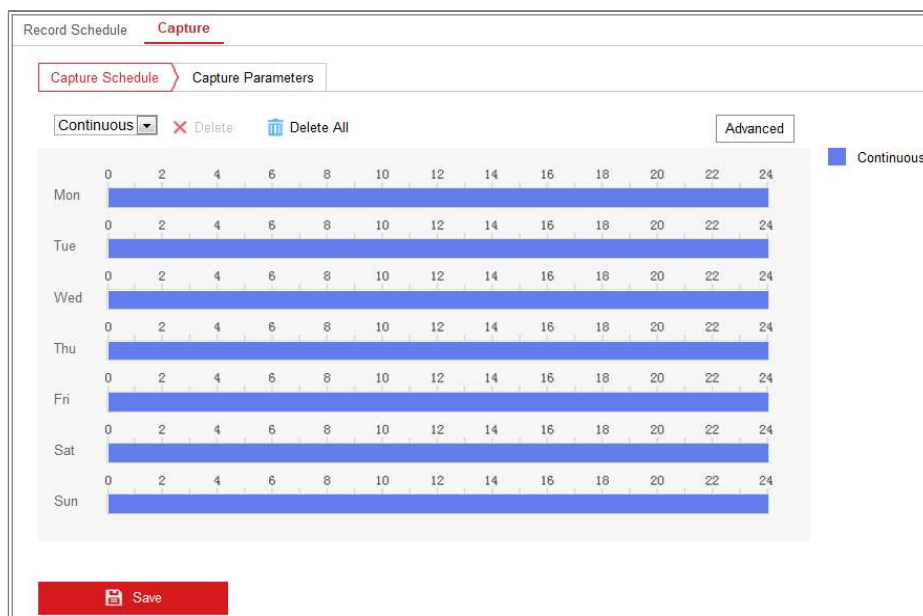 Record Schedule Capture
Capture Schedule Capture Parameters
Continuous Delete Delete All Advanced
Continuous
0 2 4 6 8 10 12 14 16 18 20 22 24
Mon
0 2 4 6 8 10 12 14 16 18 20 22 24
Tue
0 2 4 6 8 10 12 14 16 18 20 22 24
Wed
0 2 4 6 8 10 12 14 16 18 20 22 24
Thu
0 2 4 6 8 10 12 14 16 18 20 22 24
Fri
0 2 4 6 8 10 12 14 16 18 20 22 24
Sat
0 2 4 6 8 10 12 14 16 18 20 22 24
Sun
Save